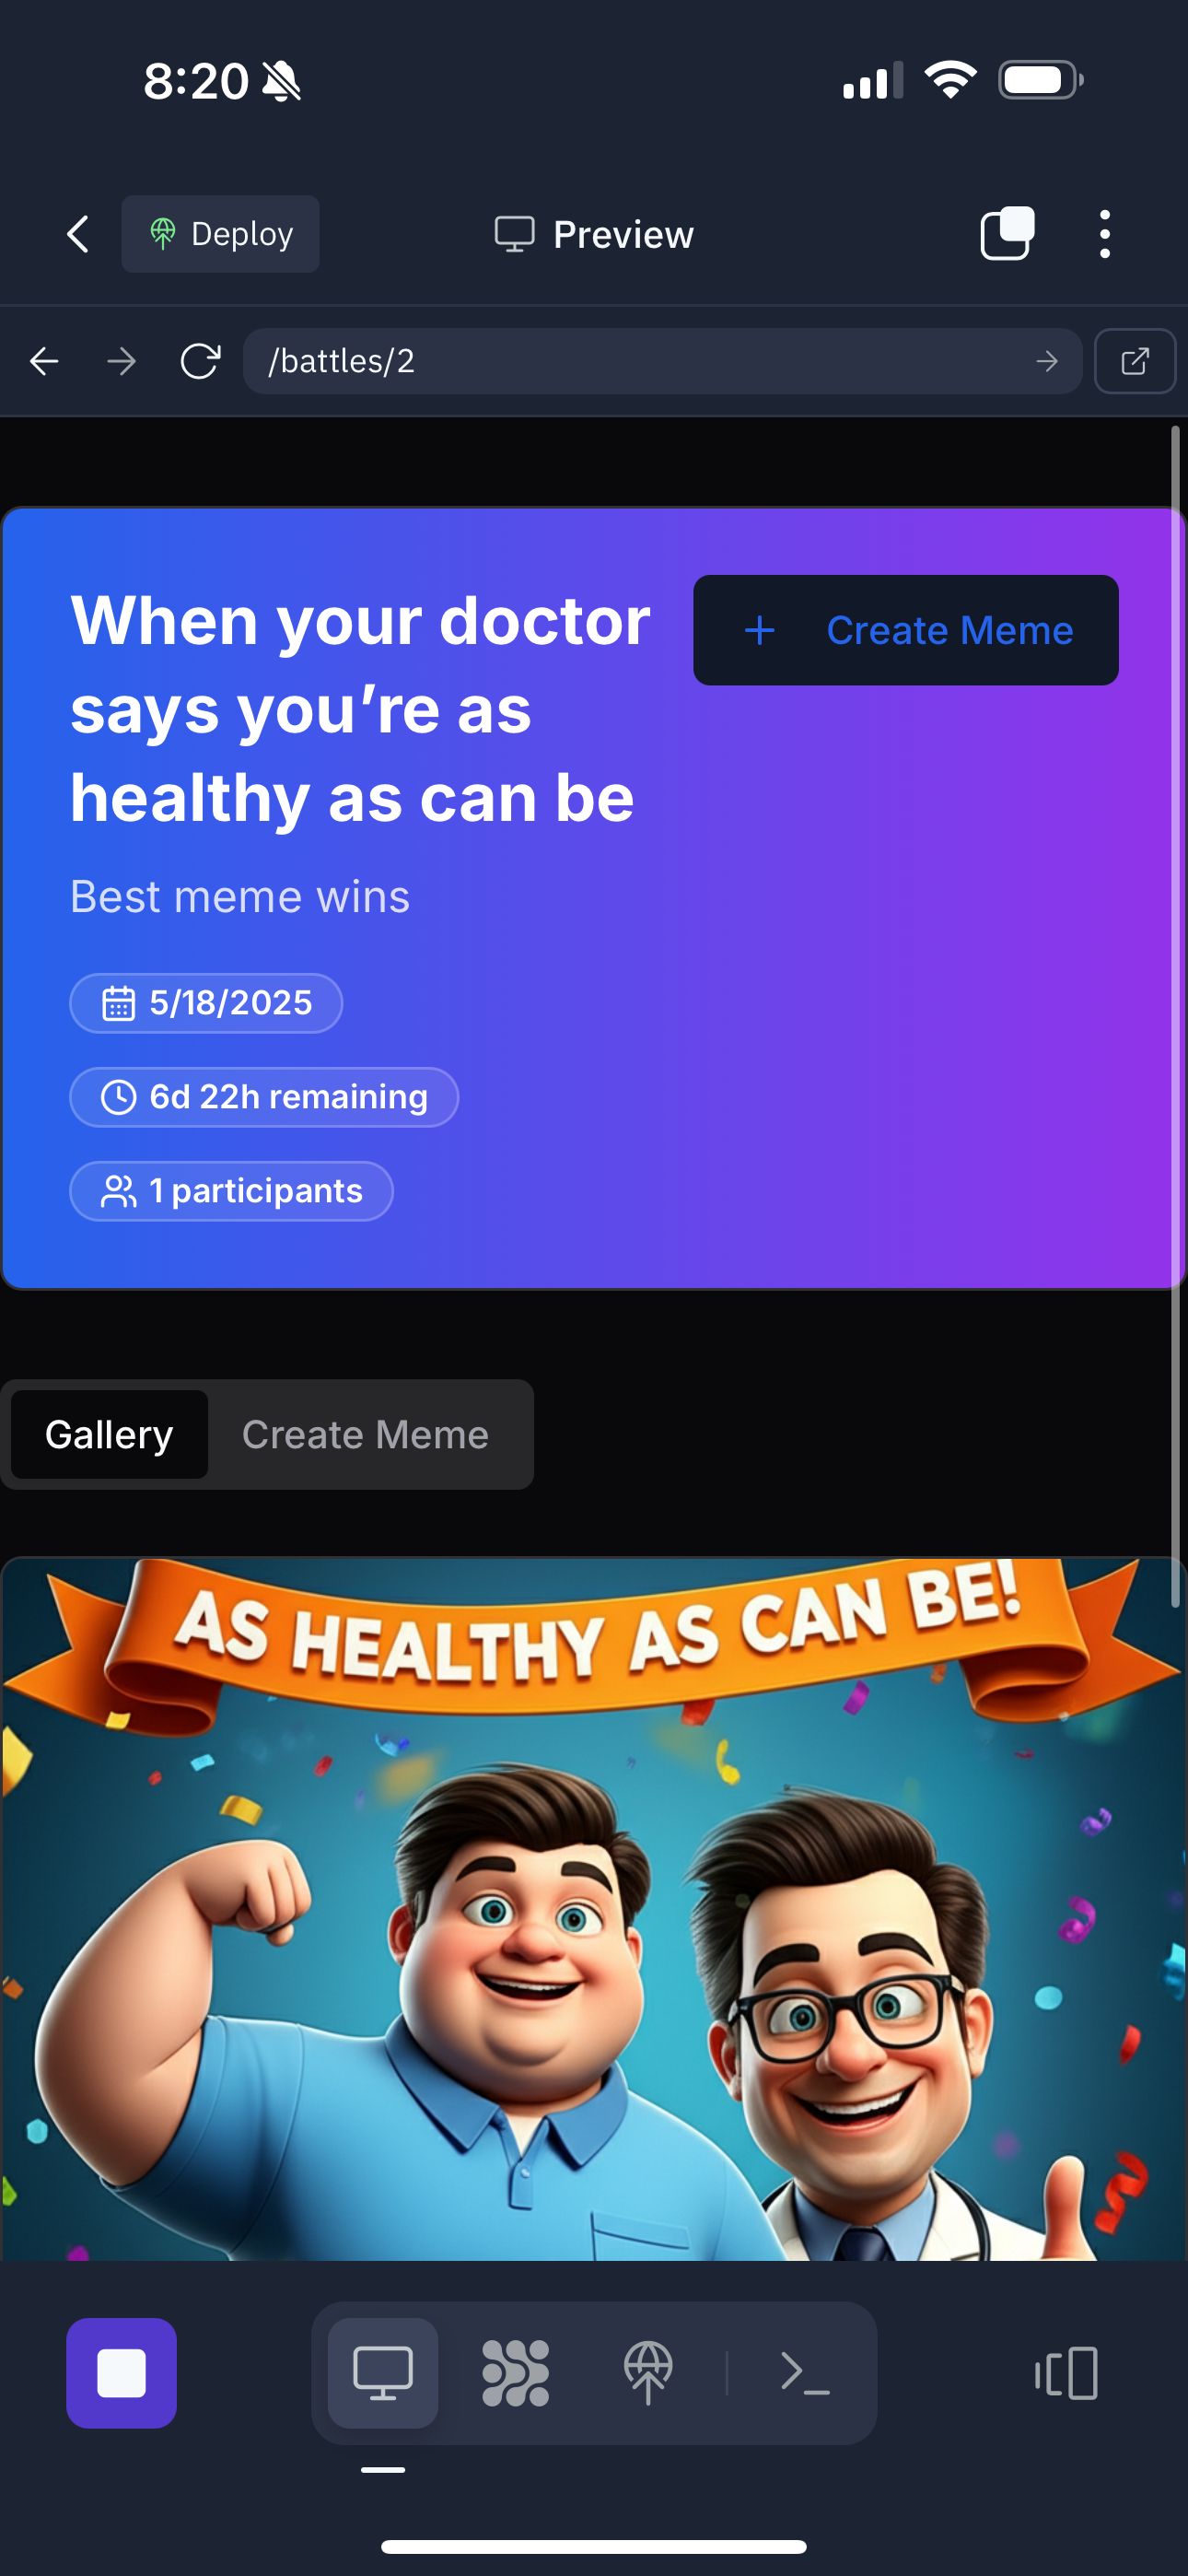 8:20
Deploy
Preview
/battles/2
When your doctor
says you’re as
healthy as can be
Create Meme
Best meme wins
5/18/2025
6d 22h remaining
1 participants
Gallery
Create Meme
AS HEALTHY AS CAN BE!